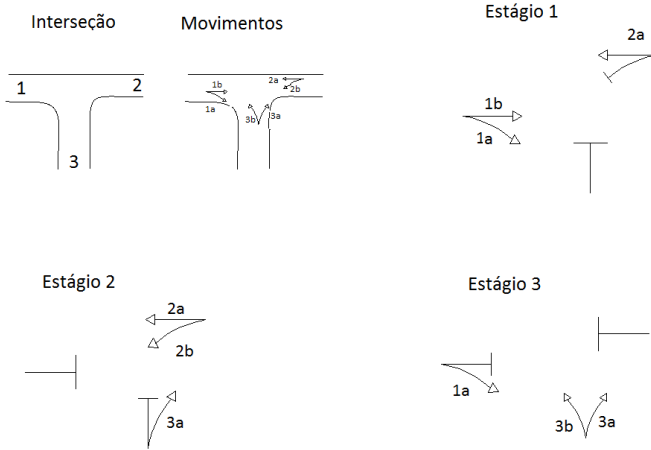 Interseção
Movimentos
1
2
3
1b
1a
2a
2b
3b
3a
Estágio 1
2a
1b
1a
Estágio 2
2a
2b
3a
Estágio 3
1a
3b
3a